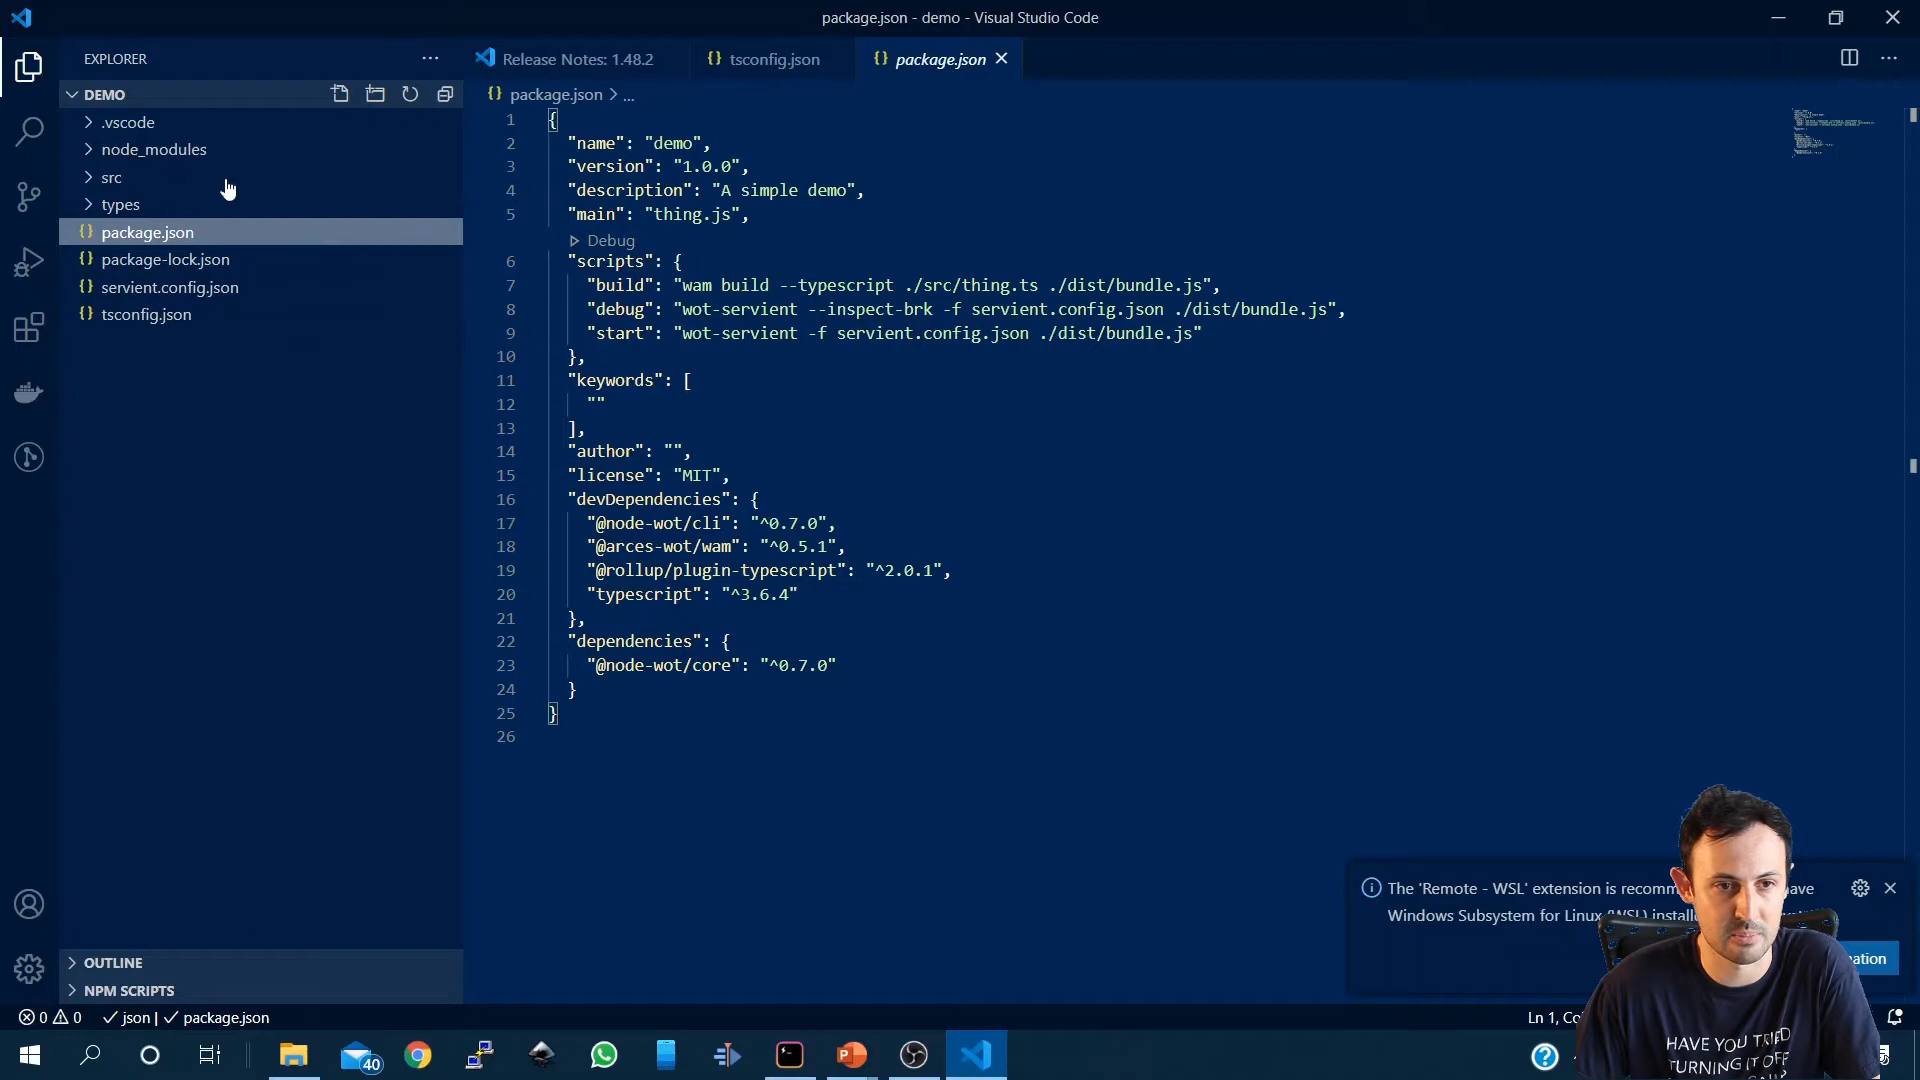 package.json - demo - Visual Studio Code
EXPLORER
Release Notes: 1.48.2
{} tsconfig.json
{} package.json
DEMO
{} package.json > ...
.vscode
node_modules
src
types
{} package.json
{} package-lock.json
{} servient.config.json
{} tsconfig.json
1 {
2 "name": "demo",
3 "version": "1.0.0",
4 "description": "A simple demo",
5 "main": "thing.js",
Debug
6 "scripts": {
7 "build": "wam build --typescript ./src/thing.ts ./dist/bundle.js",
8 "debug": "wot-servient --inspect-brk -f servient.config.json ./dist/bundle.js",
9 "start": "wot-servient -f servient.config.json ./dist/bundle.js"
10 },
11 "keywords": [
12 ""
13 ],
14 "author": "",
15 "license": "MIT",
16 "devDependencies": {
17 "@node-wot/cli": "^0.7.0",
18 "@arces-wot/wam": "^0.5.1",
19 "@rollup/plugin-typescript": "^2.0.1",
20 "typescript": "^3.6.4"
21 },
22 "dependencies": {
23 "@node-wot/core": "^0.7.0"
24 }
25 }
26
The 'Remote - WSL' extension is
Windows Subsystem for Linux (WSL)
OUTLINE
NPM SCRIPTS
0 0 json | package.json
Ln 1,
40
HAVE YOU TRIED
TURNING IT OFF